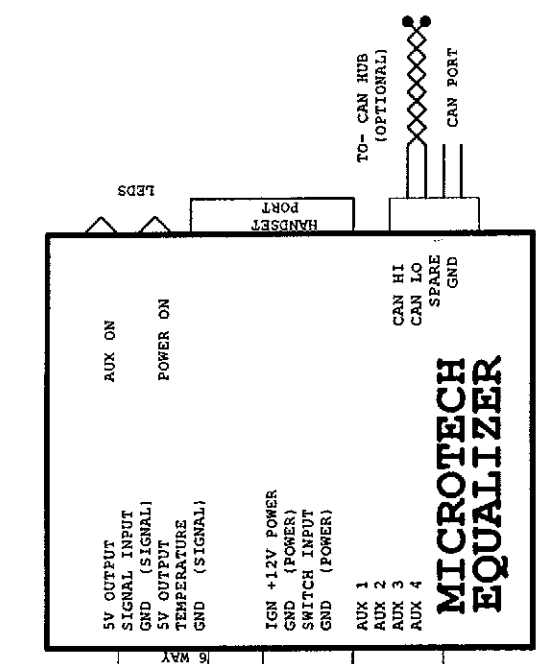 TO- CAN HUB
(OPTIONAL)
CAN PORT
LEDS
HANDSET
PORT
AUX ON
POWER ON
CAN HI
CAN LO
SPARE
GND
5V OUTPUT
SIGNAL INPUT
GND (SIGNAL)
5V OUTPUT
TEMPERATURE
GND (SIGNAL)
IGN +12V POWER
GND (POWER)
SWITCH INPUT
GND (POWER)
AUX 1
AUX 2
AUX 3
AUX 4
MICROTECH
EQUALIZER
6 WAY